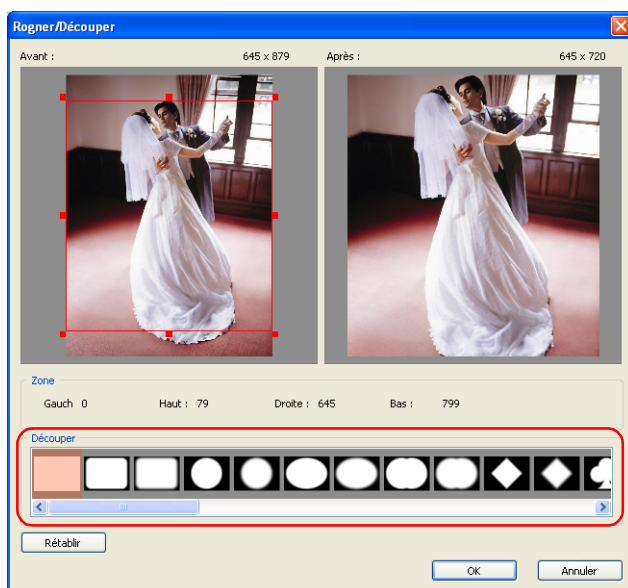 Rogner/Découper
Avant : 645 x 879 Après : 645 x 720
Zone
Gauch 0 Haut : 79 Droite : 645 Bas : 799
Découper
Rétablir
OK Annuler